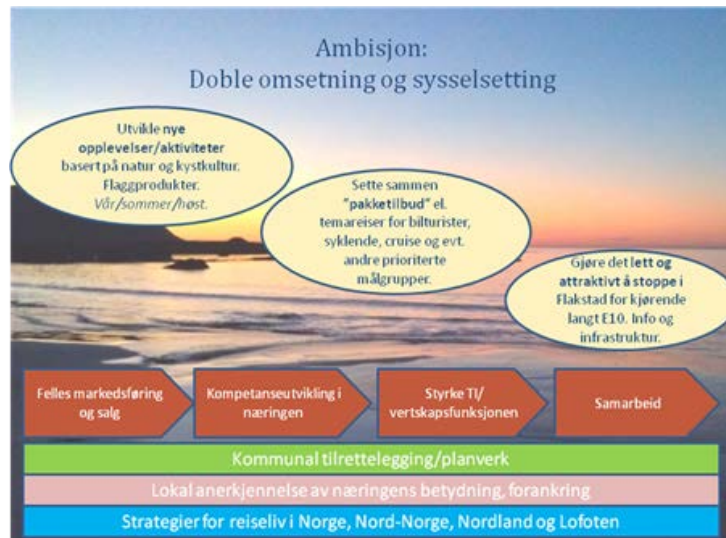 Ambisjon:
Doble omsetning og sysselsetting
Utvikle nye
opplevelser/aktiviteter
basert på natur og kystkultur.
Flaggprodukter.
Vår/sommer/høst.
Sette sammen
"pakketilbud" el.
temareiser for bilturister,
syklende, cruise og evt.
andre prioriterte
målgrupper.
Gjøre det lett og
attraktivt å stoppe i
Flakstad for kjørende
langt E10. Info og
infrastruktur.
Felles markedsføring
og salg
Kompetanseutvikling i
næringen
Styrke TI/
vertskapsfunksjonen
Samarbeid
Kommunal tilrettelegging/planverk
Lokal anerkjennelse av næringens betydning, forankring
Strategier for reiseliv i Norge, Nord-Norge, Nordland og Lofoten